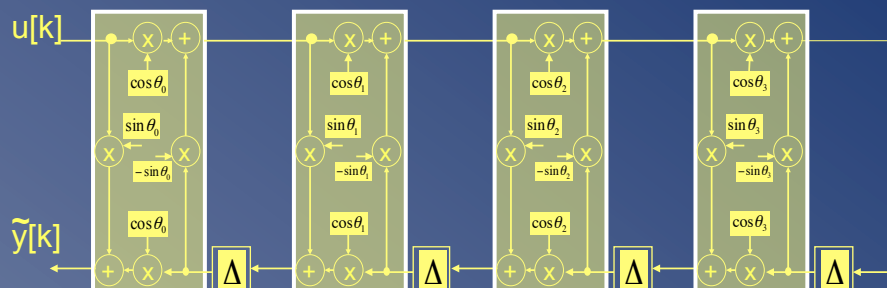 u[k] x + x + x + x +
cosθ₀ cosθ₁ cosθ₂ cosθ₃
sinθ₀ sinθ₁ sinθ₂ sinθ₃
x x x x x x x x
-sinθ₀ -sinθ₁ -sinθ₂ -sinθ₃
cosθ₀ cosθ₁ cosθ₂ cosθ₃
ỹ[k]
+ x Δ + x Δ + x Δ + x Δ